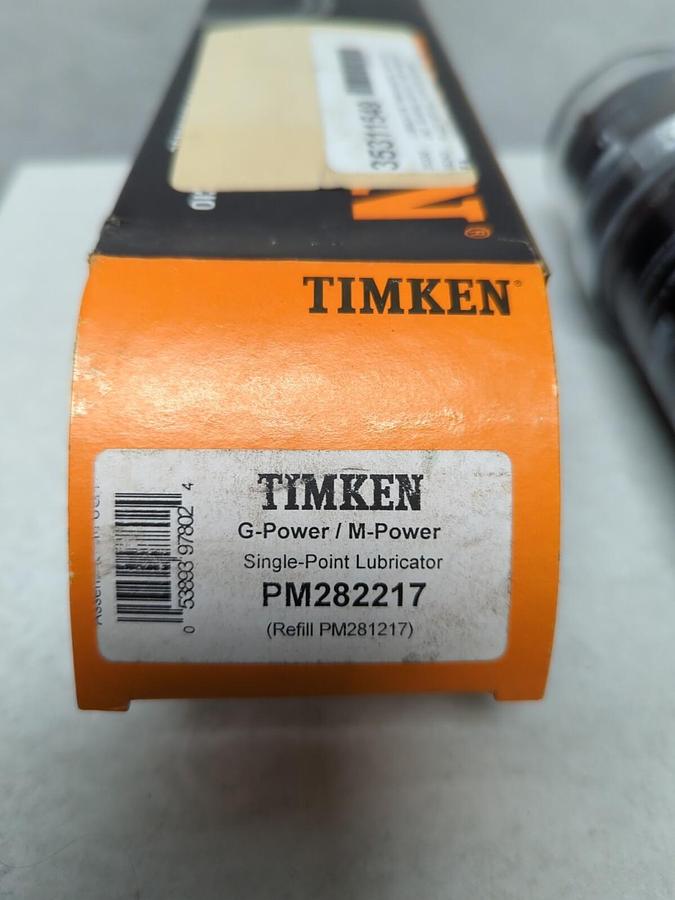 35311540
N®
TIMKEN®
TIMKEN
G-Power / M-Power
Single-Point Lubricator
PM282217
(Refill PM281217)
0 53893 97802 4